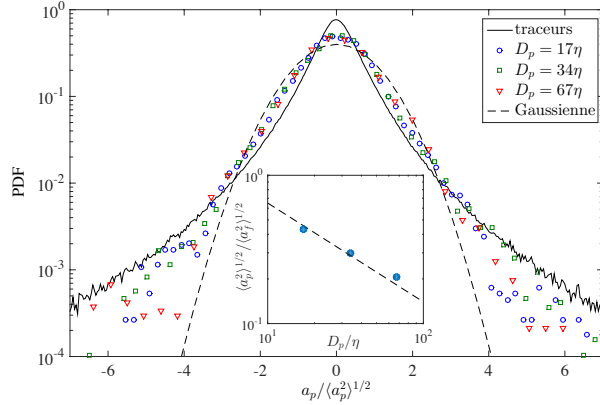 10^0
10^{-1}
10^{-2}
10^{-3}
10^{-4}
PDF
-6
-4
-2
0
2
4
6
a_p/⟨a_p^2⟩^{1/2}
traceurs
D_p = 17η
D_p = 34η
D_p = 67η
Gaussienne
10^0
10^{-1}
⟨a_p^2⟩^{1/2}/⟨a_f^2⟩^{1/2}
10^1
10^2
D_p/η